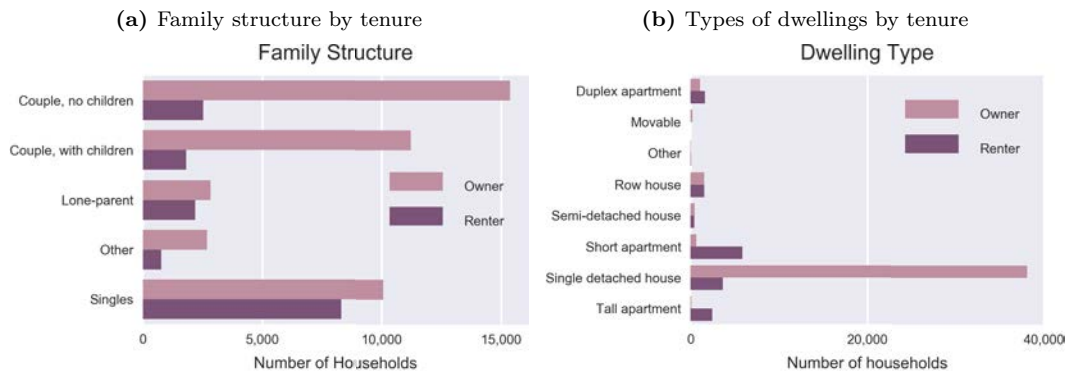 (a) Family structure by tenure
Family Structure
Couple, no children
Couple, with children
Lone-parent
Other
Singles
Owner
Renter
0
5,000
10,000
15,000
Number of Households
(b) Types of dwellings by tenure
Dwelling Type
Duplex apartment
Movable
Other
Row house
Semi-detached house
Short apartment
Single detached house
Tall apartment
Owner
Renter
0
20,000
40,000
Number of households